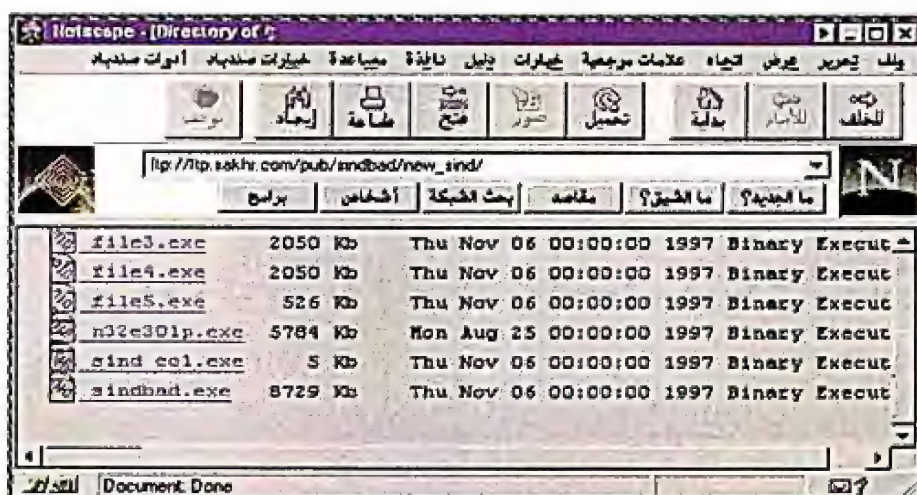 Netscape - [Directory of
ملف تحرير عرض اتجاه علامات مرجعية خيارات دليل نافذة مساعدة خيارات سندباد أدوات سندباد
للخلف للأمام بداية تحميل صور فتح طباعة إيجاد توقف
ftp://ftp.sakhr.com/pub/sindbad/new_sind/
ما الجديد؟ ما الشيق؟ مقاصد بحث الشبكة أشخاص برامج
file3.exe 2050 Kb Thu Nov 06 00:00:00 1997 Binary Execut
file4.exe 2050 Kb Thu Nov 06 00:00:00 1997 Binary Execut
file5.exe 526 Kb Thu Nov 06 00:00:00 1997 Binary Execut
n32e301p.exe 5784 Kb Mon Aug 25 00:00:00 1997 Binary Execut
sind_col.exe 5 Kb Thu Nov 06 00:00:00 1997 Binary Execut
sindbad.exe 8729 Kb Thu Nov 06 00:00:00 1997 Binary Execut
Document: Done